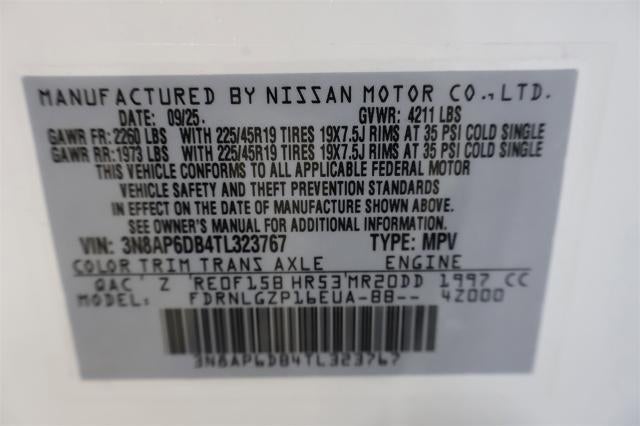 MANUFACTURED BY NISSAN MOTOR CO., LTD.
DATE: 09/25. GVWR: 4211 LBS
GAWR FR: 2260 LBS WITH 225/45R19 TIRES 19X7.5J RIMS AT 35 PSI COLD SINGLE
GAWR RR: 1973 LBS WITH 225/45R19 TIRES 19X7.5J RIMS AT 35 PSI COLD SINGLE
THIS VEHICLE CONFORMS TO ALL APPLICABLE FEDERAL MOTOR
VEHICLE SAFETY AND THEFT PREVENTION STANDARDS
IN EFFECT ON THE DATE OF MANUFACTURE SHOWN ABOVE.
SEE OWNER'S MANUAL FOR ADDITIONAL INFORMATION.
VIN: 3N8AP6DB4TL323767 TYPE: MPV
COLOR TRIM TRANS AXLE ENGINE
QAC Z RE0F15B HR53 MR20DD 1997 CC
MODEL: FDRNLGZP16EUA-BB-- 4Z000
3N8AP6DB4TL323767